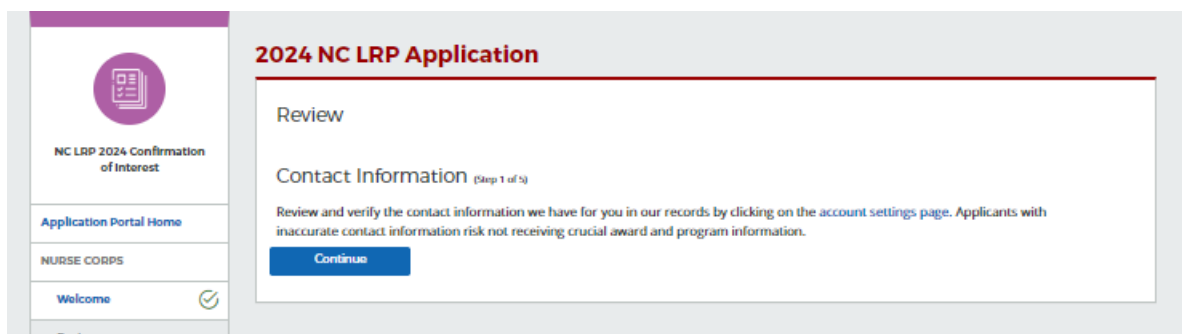 2024 NC LRP Application
NC LRP 2024 Confirmation
of Interest
Application Portal Home
NURSE CORPS
Welcome
Review
Contact Information (Step 1 of 5)
Review and verify the contact information we have for you in our records by clicking on the account settings page. Applicants with
inaccurate contact information risk not receiving crucial award and program information.
Continue